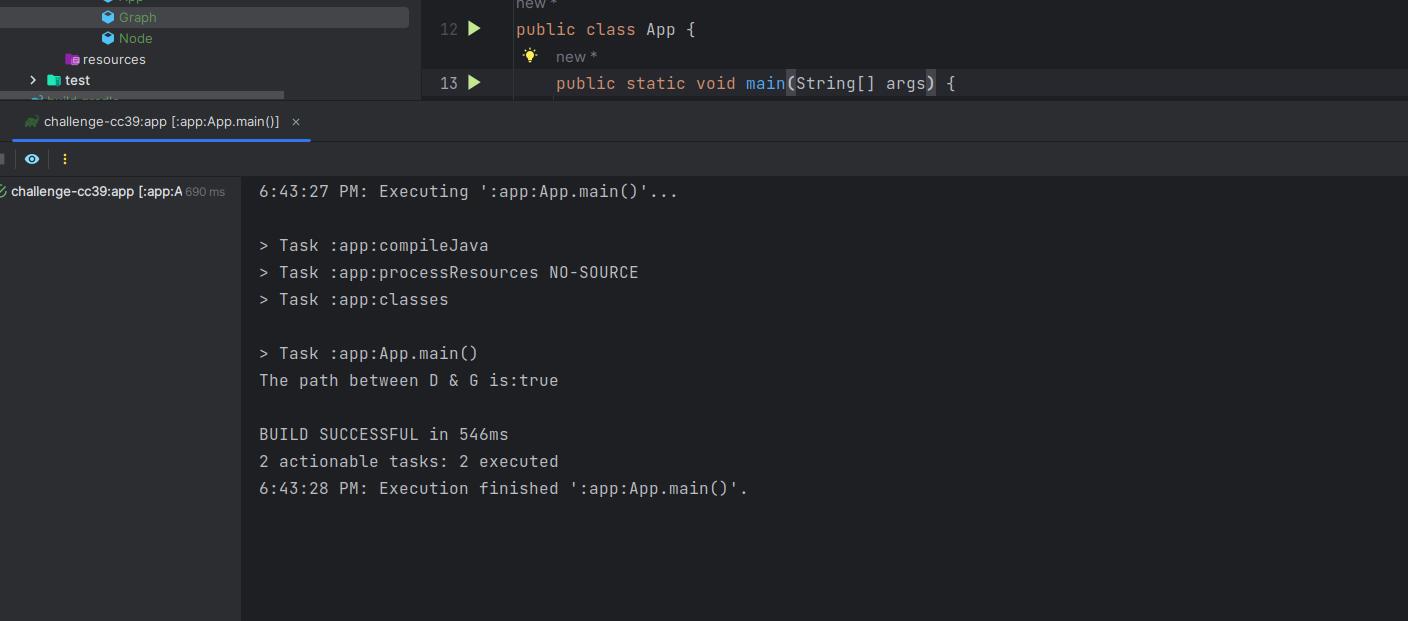 App
Graph
Node
resources
test
build.gradle
new *
12
public class App {
new *
13
public static void main(String[] args) {
challenge-cc39:app [:app:App.main()]
challenge-cc39:app [:app:A 690 ms
6:43:27 PM: Executing ':app:App.main()'...
> Task :app:compileJava
> Task :app:processResources NO-SOURCE
> Task :app:classes
> Task :app:App.main()
The path between D & G is:true
BUILD SUCCESSFUL in 546ms
2 actionable tasks: 2 executed
6:43:28 PM: Execution finished ':app:App.main()'.